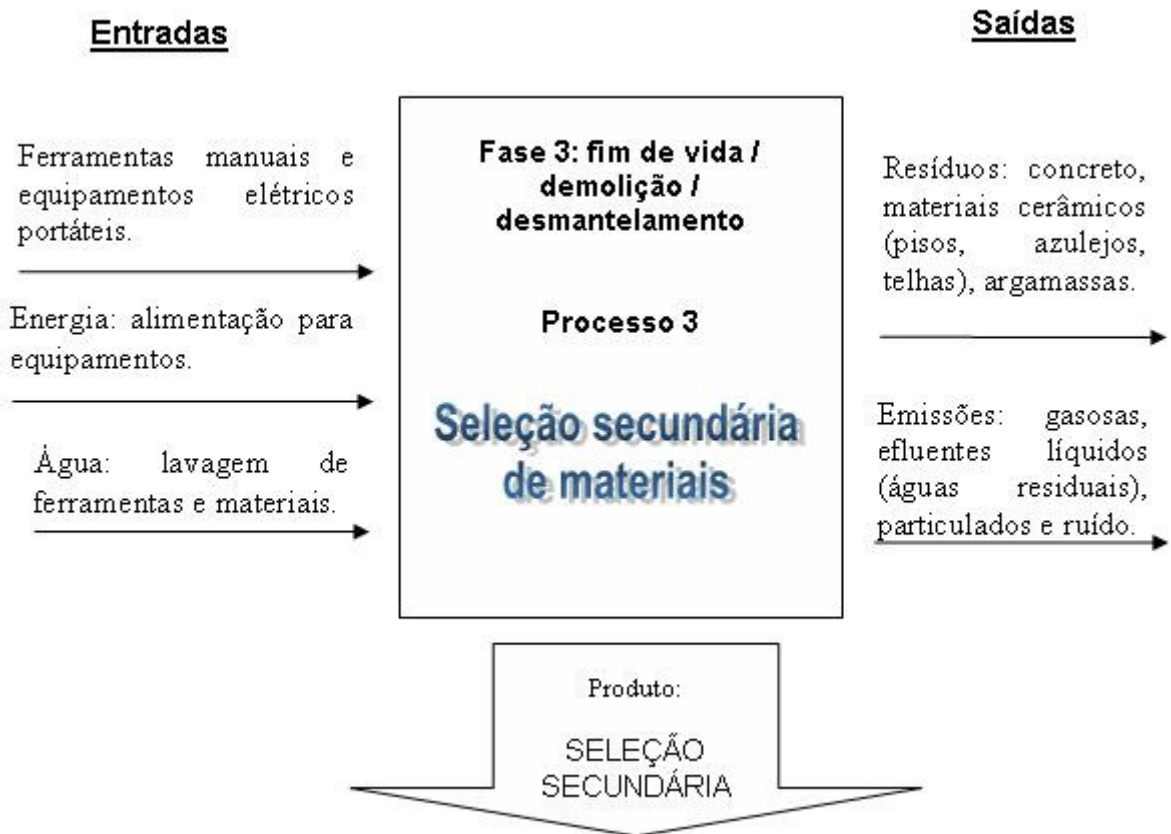 Entradas
Ferramentas manuais e
equipamentos elétricos
portáteis.
Energia: alimentação para
equipamentos.
Água: lavagem de
ferramentas e materiais.
Fase 3: fim de vida /
demolição /
desmantelamento
Processo 3
Seleção secundária
de materiais
Saídas
Resíduos: concreto,
materiais cerâmicos
(pisos, azulejos,
telhas), argamassas.
Emissões: gasosas,
efluentes líquidos
(águas residuais),
particulados e ruído.
Produto:
SELEÇÃO
SECUNDÁRIA